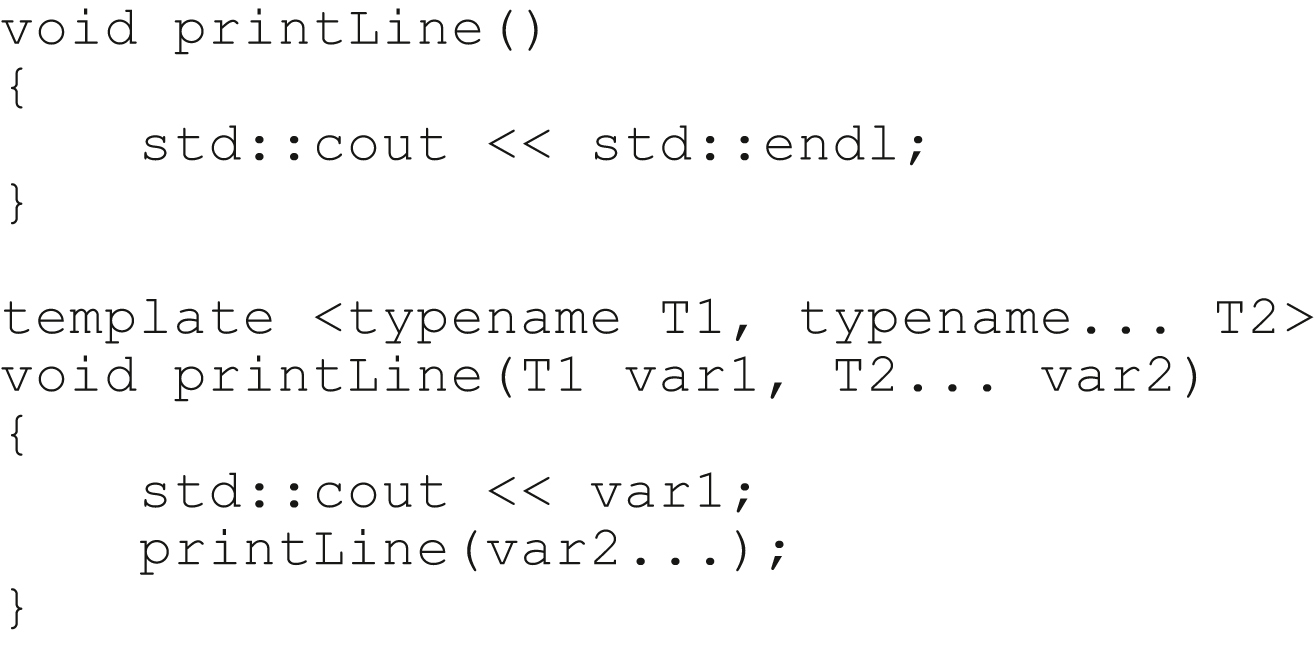 void printLine()
{
    std::cout << std::endl;
}

template <typename T1, typename... T2>
void printLine(T1 var1, T2... var2)
{
    std::cout << var1;
    printLine(var2...);
}